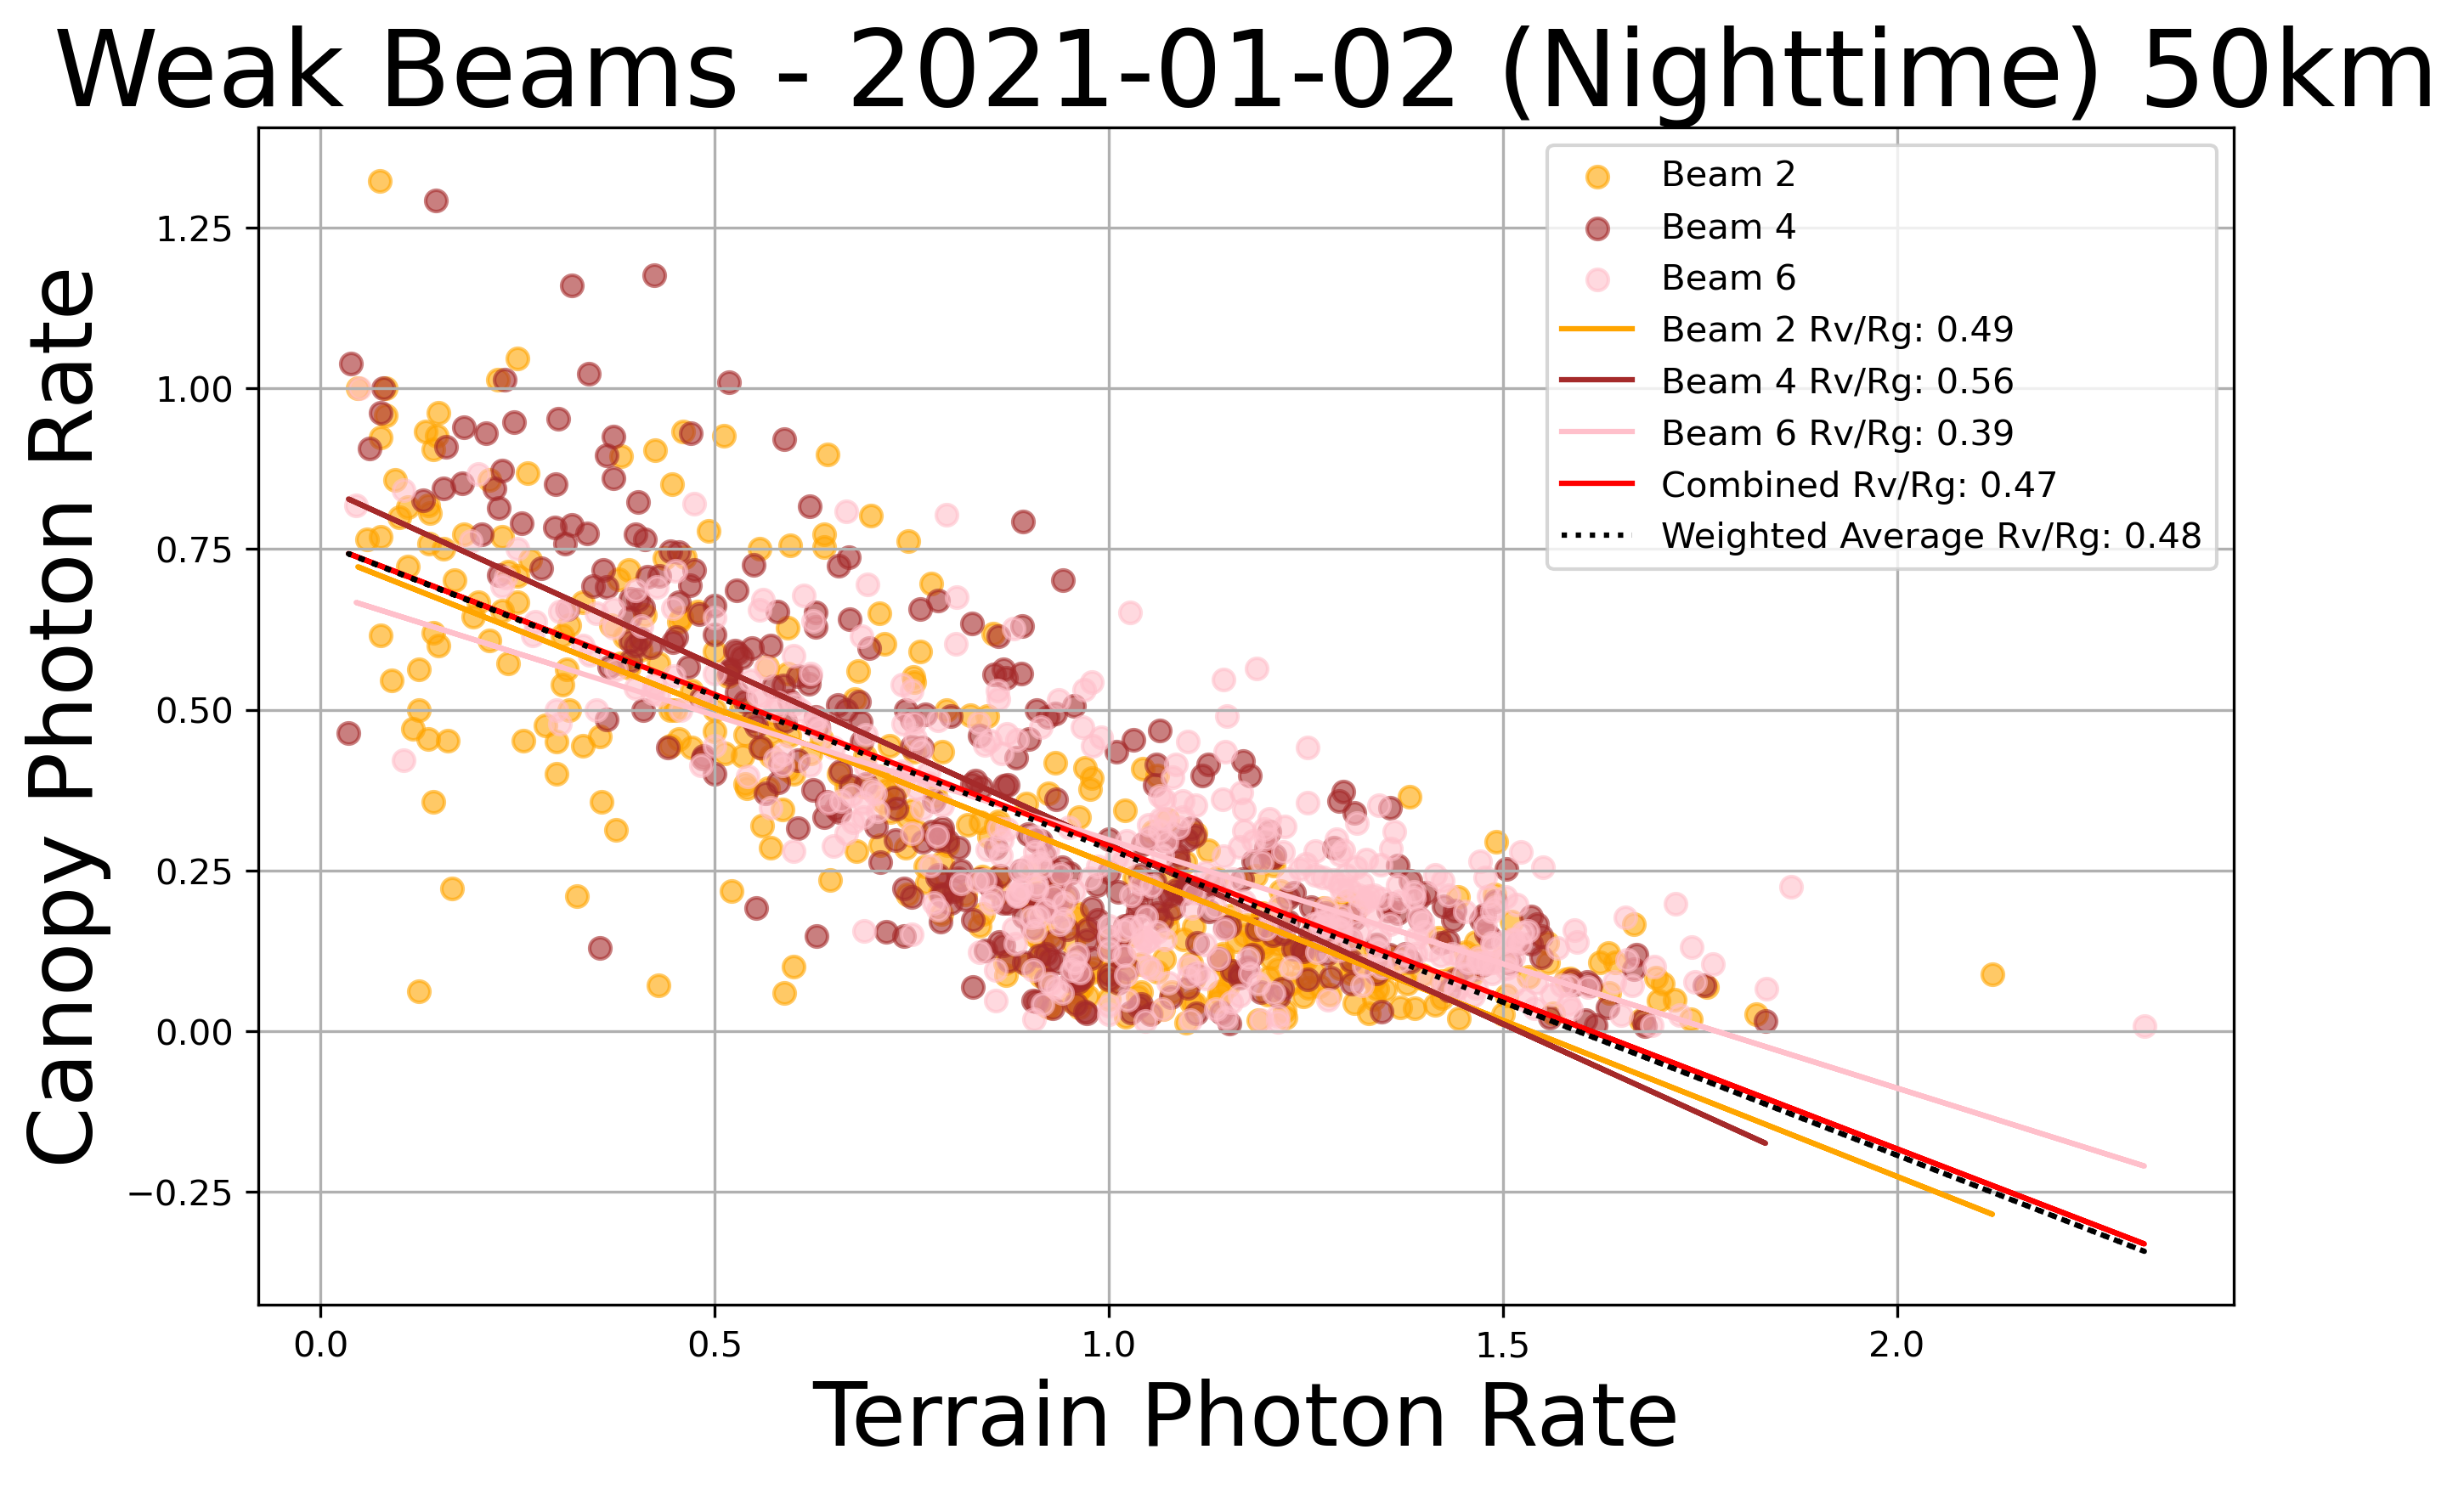 Weak Beams - 2021-01-02 (Nighttime) 50km
Canopy Photon Rate
1.25
1.00
0.75
0.50
0.25
0.00
−0.25
Beam 2
Beam 4
Beam 6
Beam 2 Rv/Rg: 0.49
Beam 4 Rv/Rg: 0.56
Beam 6 Rv/Rg: 0.39
Combined Rv/Rg: 0.47
Weighted Average Rv/Rg: 0.48
0.0 0.5 1.0 1.5 2.0
Terrain Photon Rate